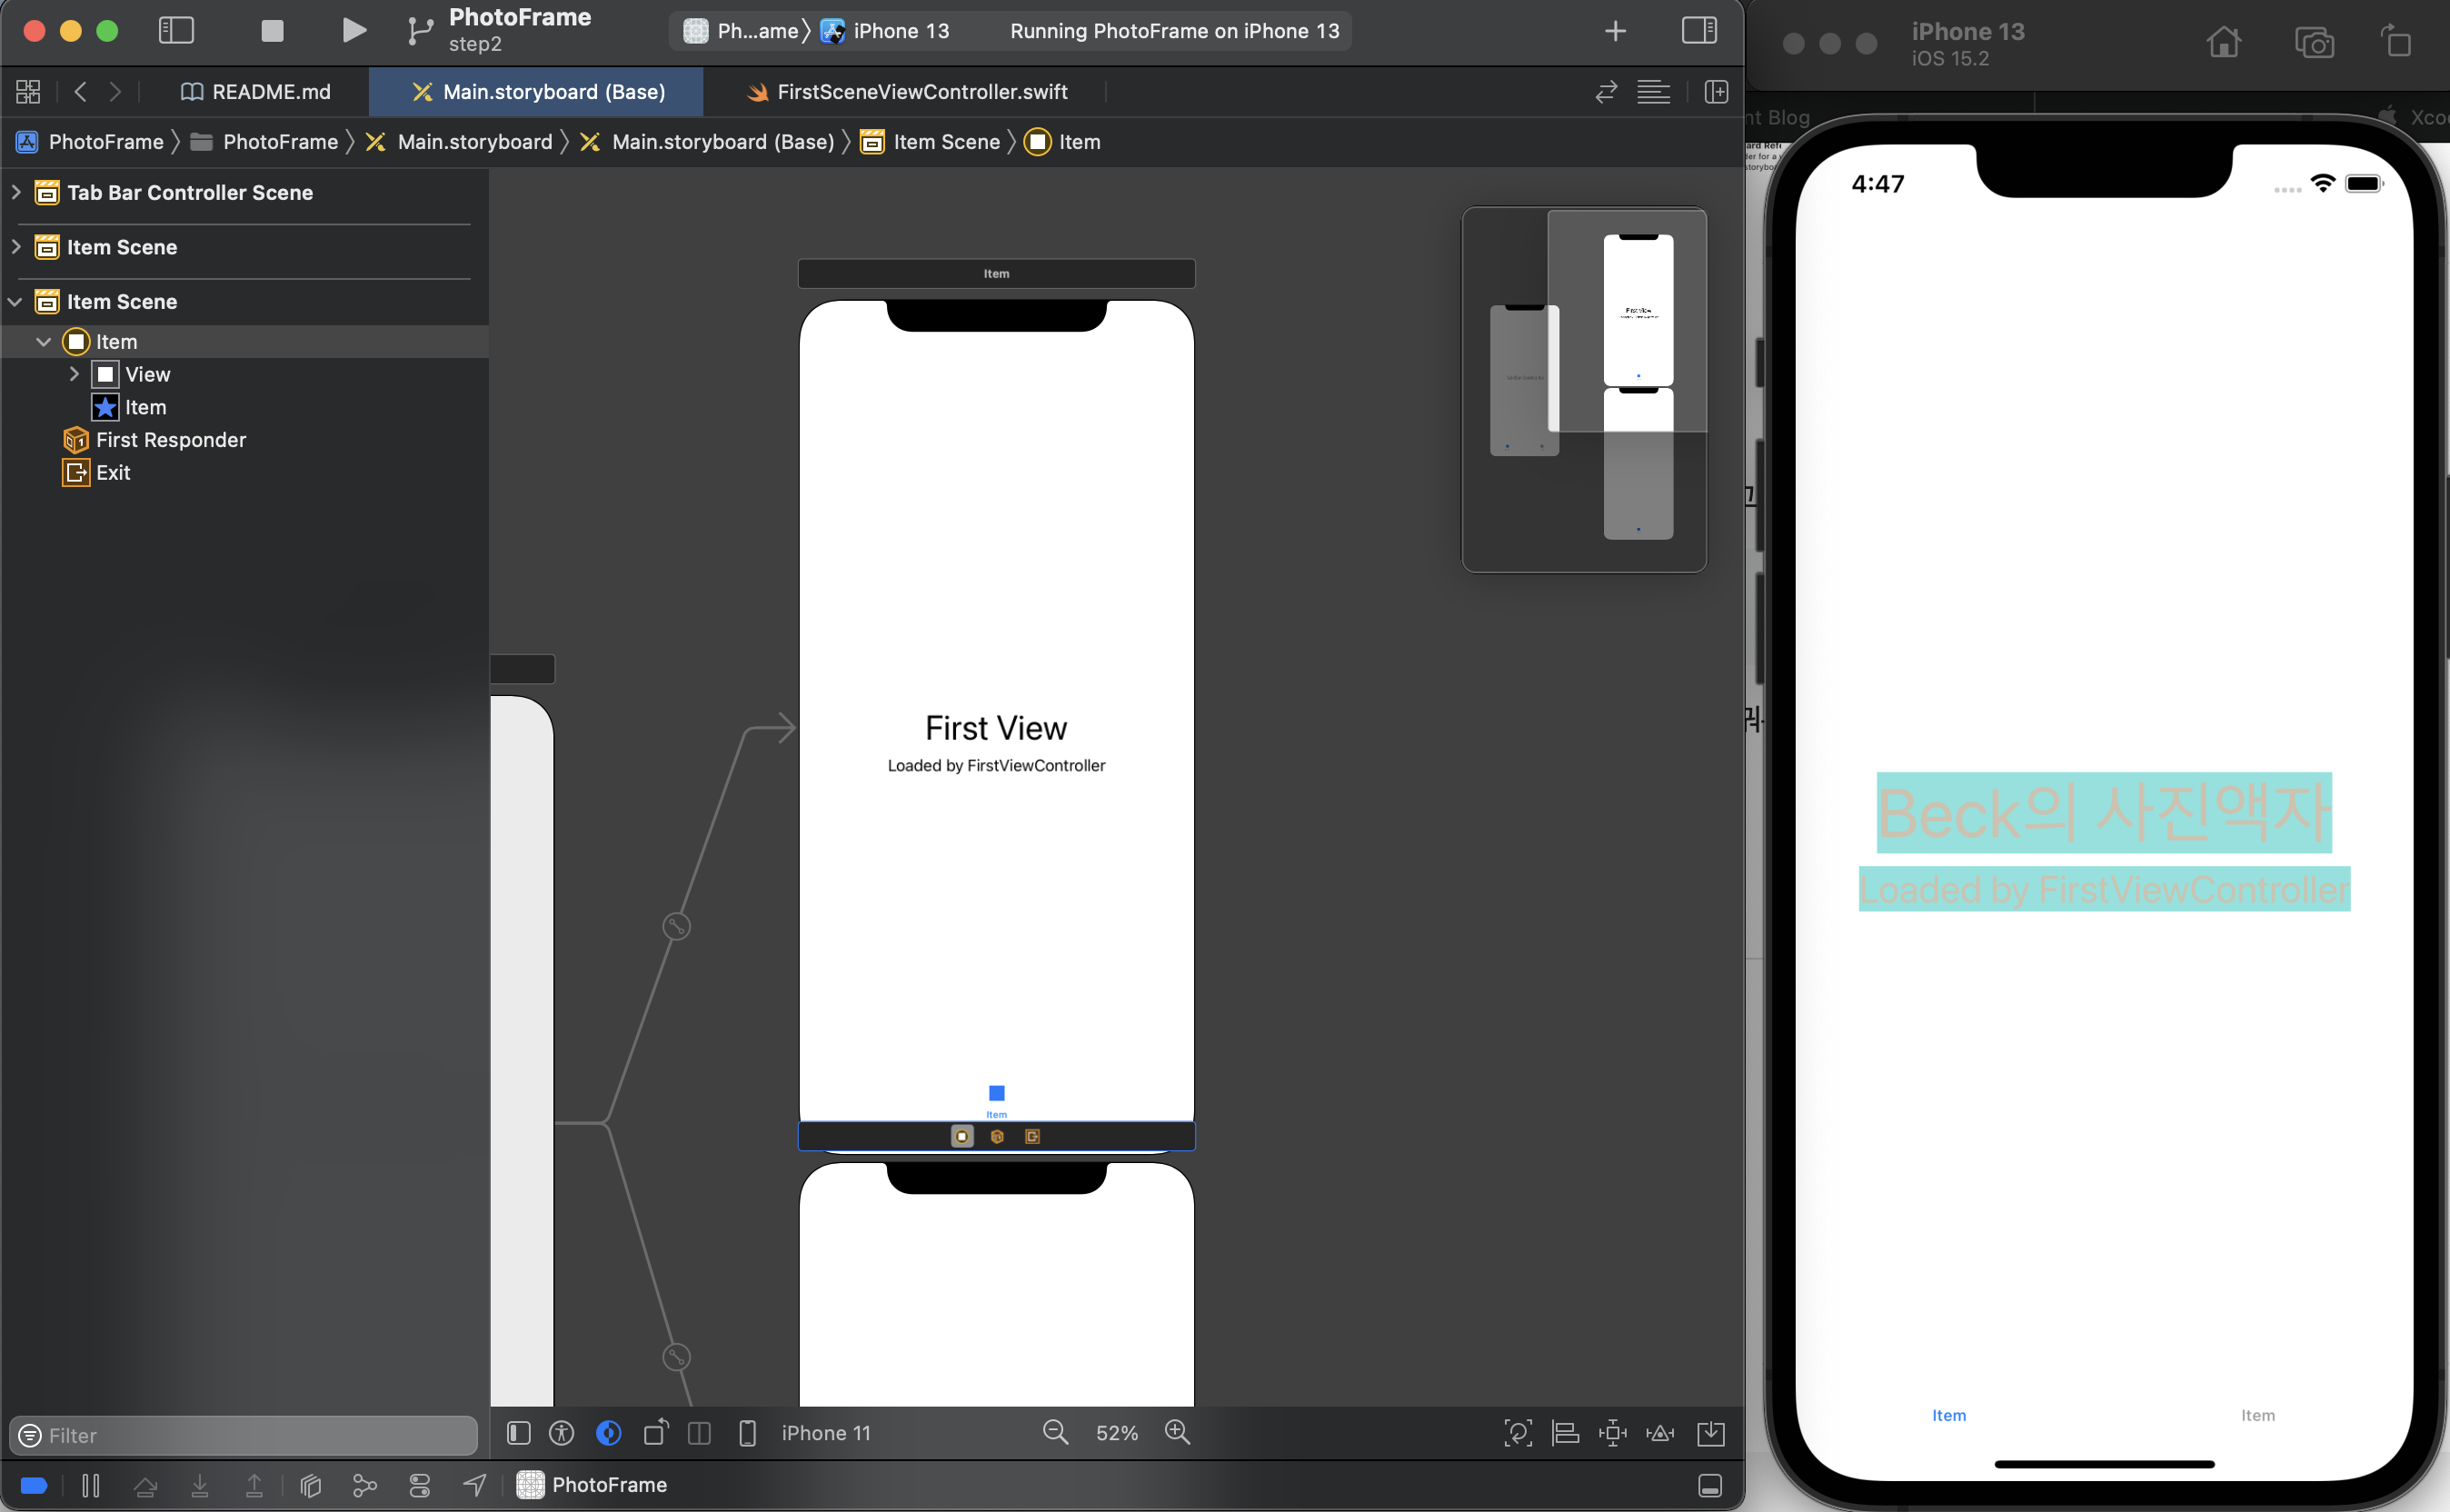 PhotoFrame
step2
Ph...ame
iPhone 13
Running PhotoFrame on iPhone 13
README.md
Main.storyboard (Base)
FirstSceneViewController.swift
PhotoFrame
PhotoFrame
Main.storyboard
Main.storyboard (Base)
Item Scene
Item
Tab Bar Controller Scene
Item Scene
Item Scene
Item
View
Item
First Responder
Exit
Filter
Item
First View
Loaded by FirstViewController
Item
First View
iPhone 11
52%
PhotoFrame
iPhone 13
iOS 15.2
nt Blog
4:47
Beck의 사진액자
Loaded by FirstViewController
Item
Item